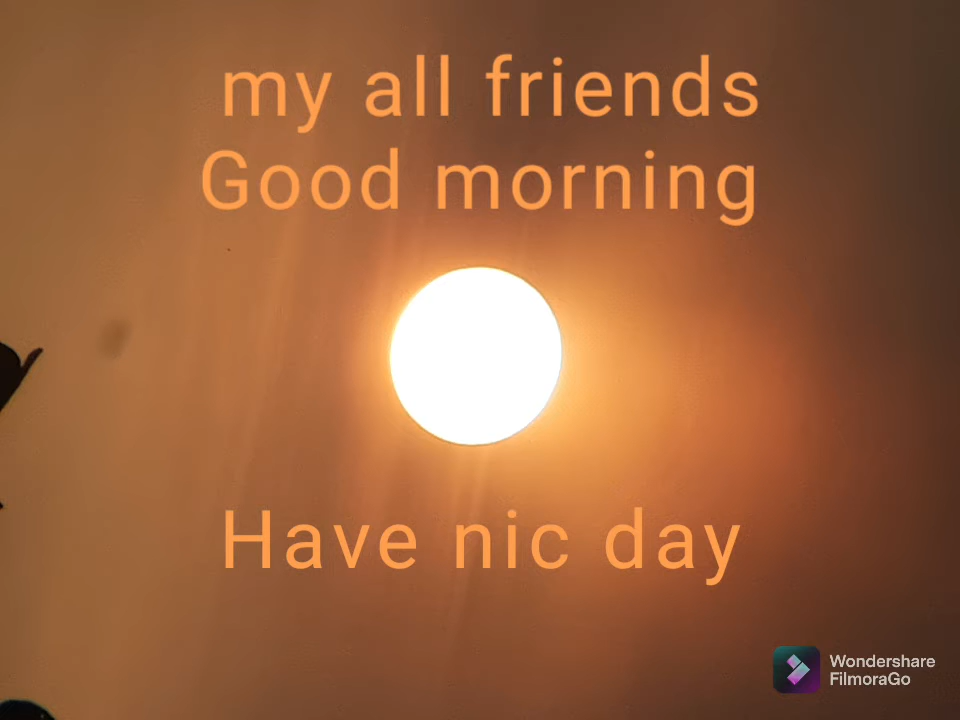 my all friends
Good morning
Have nic day
Wondershare
FilmoraGo